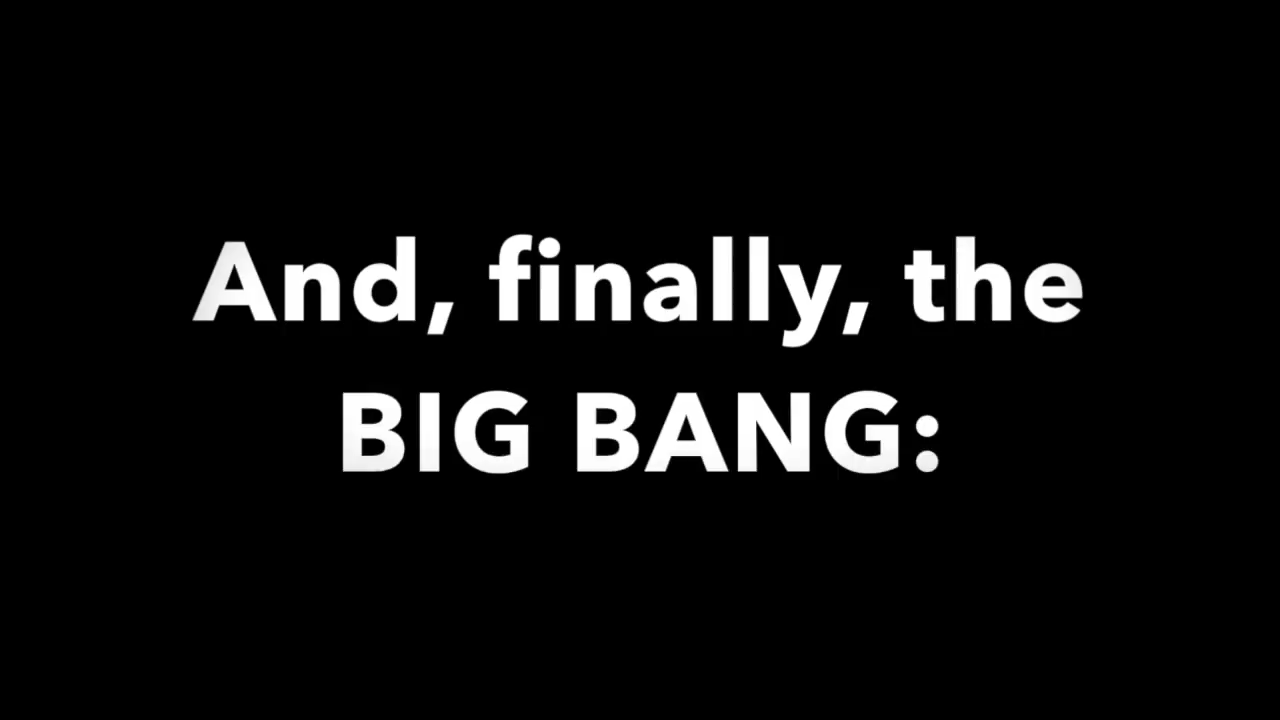 And, finally, the
BIG BANG: